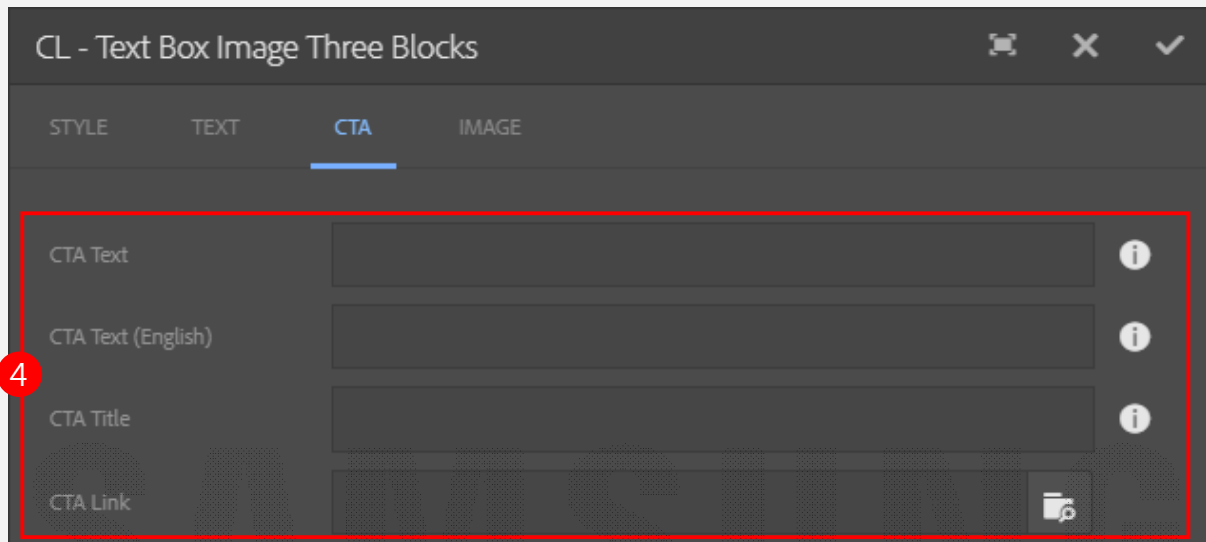 CL - Text Box Image Three Blocks
STYLE TEXT CTA IMAGE
CTA Text
CTA Text (English)
4
CTA Title
CTA Link
SAMSUNG